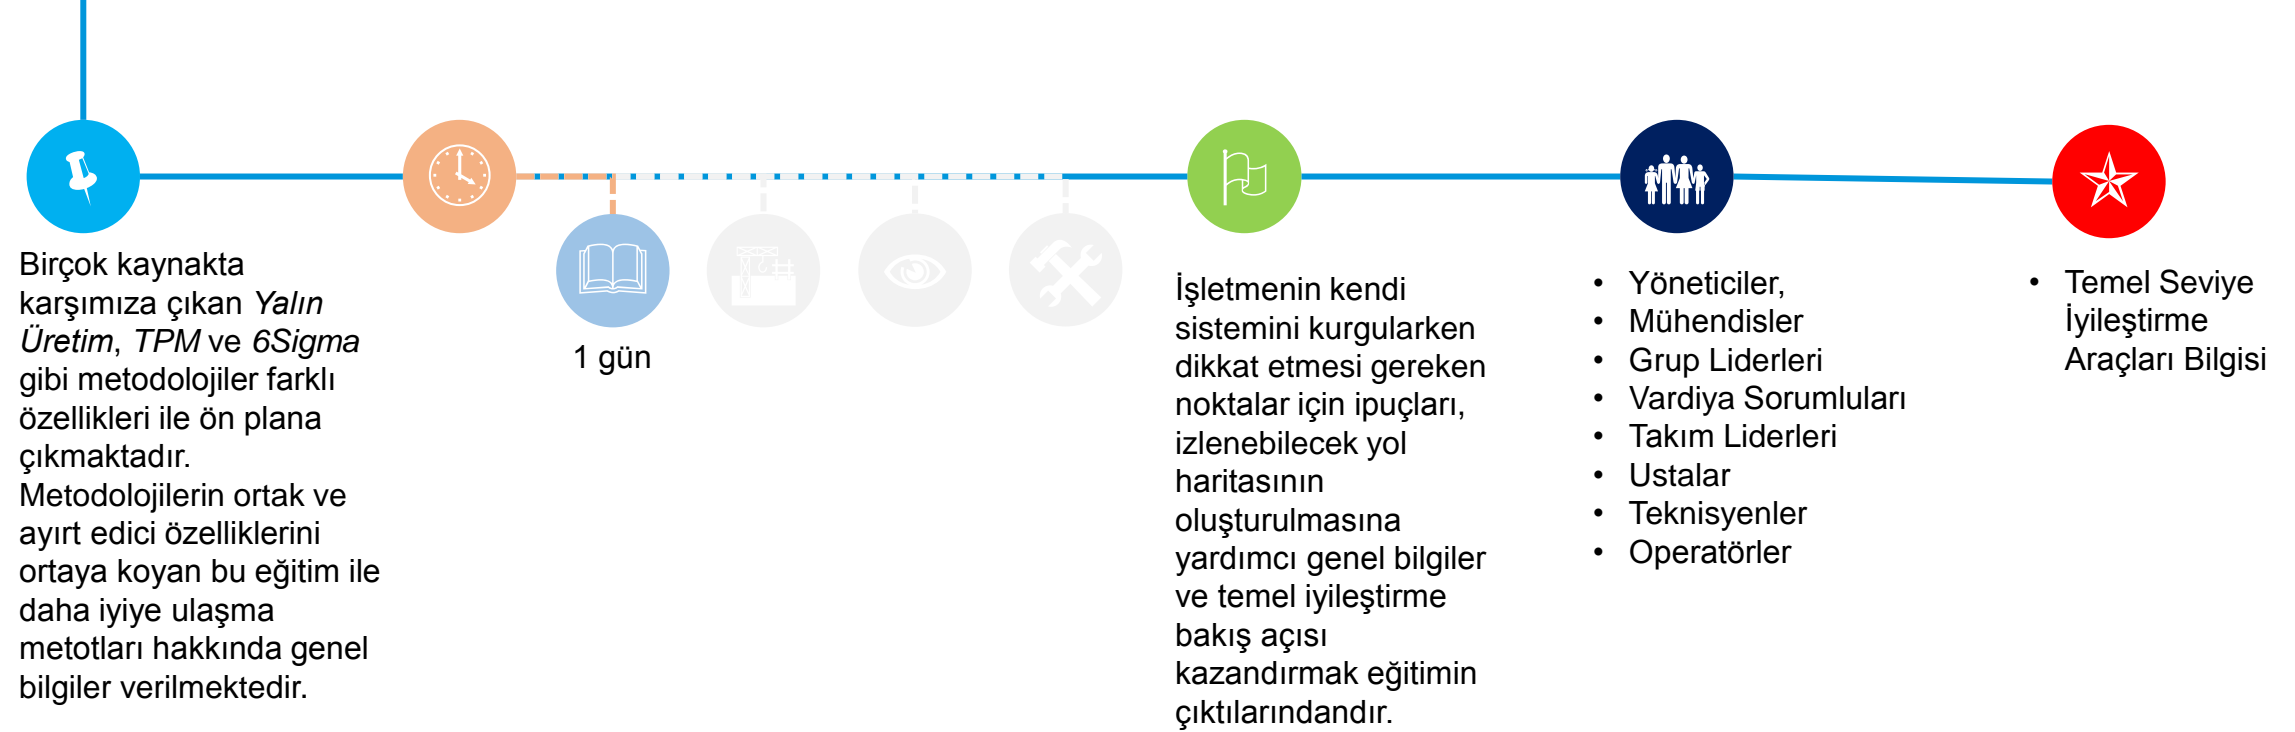 Birçok kaynakta
karşımıza çıkan Yalın
Üretim, TPM ve 6Sigma
gibi metodolojiler farklı
özellikleri ile ön plana
çıkmaktadır.
Metodolojilerin ortak ve
ayırt edici özelliklerini
ortaya koyan bu eğitim ile
daha iyiye ulaşma
metotları hakkında genel
bilgiler verilmektedir.
1 gün
İşletmenin kendi
sistemini kurgularken
dikkat etmesi gereken
noktalar için ipuçları,
izlenebilecek yol
haritasının
oluşturulmasına
yardımcı genel bilgiler
ve temel iyileştirme
bakış açısı
kazandırmak eğitimin
çıktılarındandır.
• Yöneticiler,
• Mühendisler
• Grup Liderleri
• Vardiya Sorumluları
• Takım Liderleri
• Ustalar
• Teknisyenler
• Operatörler
• Temel Seviye
İyileştirme
Araçları Bilgisi